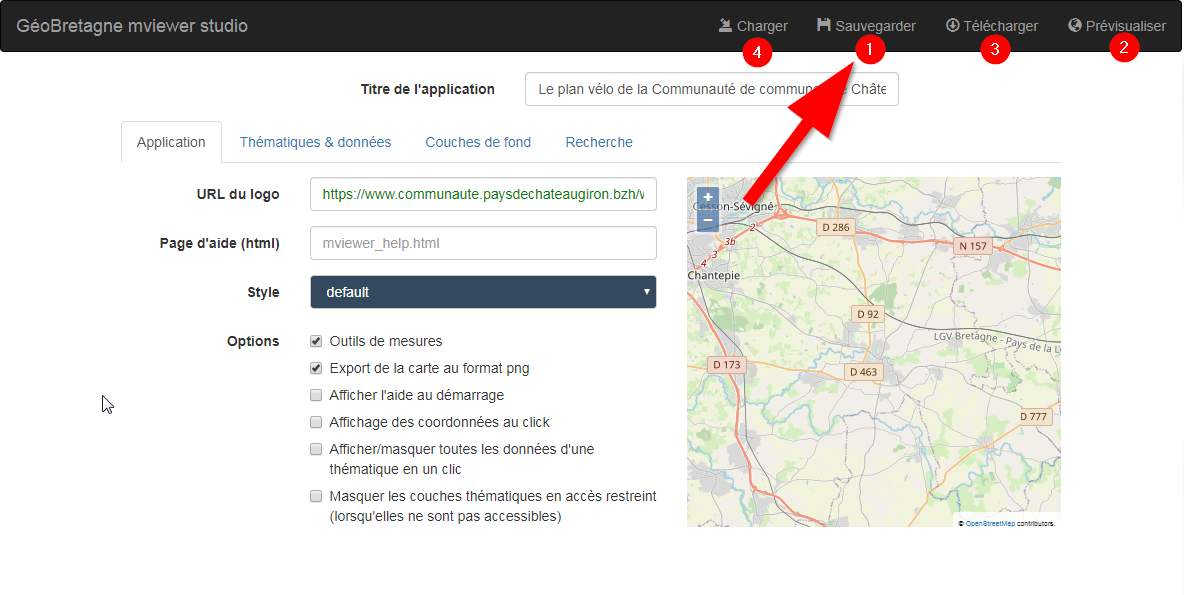 GéoBretagne mviewer studio
Charger
Sauvegarder
Télécharger
Prévisualiser
4
1
3
2
Titre de l'application
Le plan vélo de la Communauté de commun
Châte
Application
Thématiques & données
Couches de fond
Recherche
URL du logo
https://www.communaute.paysdechateaugiron.bzh/
Page d'aide (html)
mviewer_help.html
Style
default
Options
Outils de mesures
Export de la carte au format png
Afficher l'aide au démarrage
Affichage des coordonnées au click
Afficher/masquer toutes les données d'une
thématique en un clic
Masquer les couches thématiques en accès restreint
(lorsqu'elles ne sont pas accessibles)
+
−
Cesson-Sévigné
2
3b
3
4
Chantepie
D 286
N 157
D 92
LGV Bretagne - Pays de la L
D 173
D 463
D 777
© OpenStreetMap contributors.